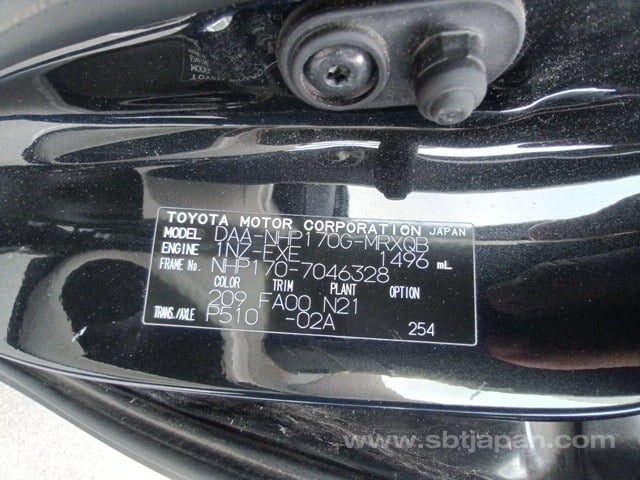 TOYOTA MOTOR CORPORATION JAPAN
MODEL DAA-NHP170G-MRXQB
ENGINE 1NZ-EXE 1496 mL
FRAME No. NHP170-7046328
COLOR TRIM PLANT OPTION
209 FA00 N21
TRANS./AXLE P510 -02A 254
www.sbtjapan.com